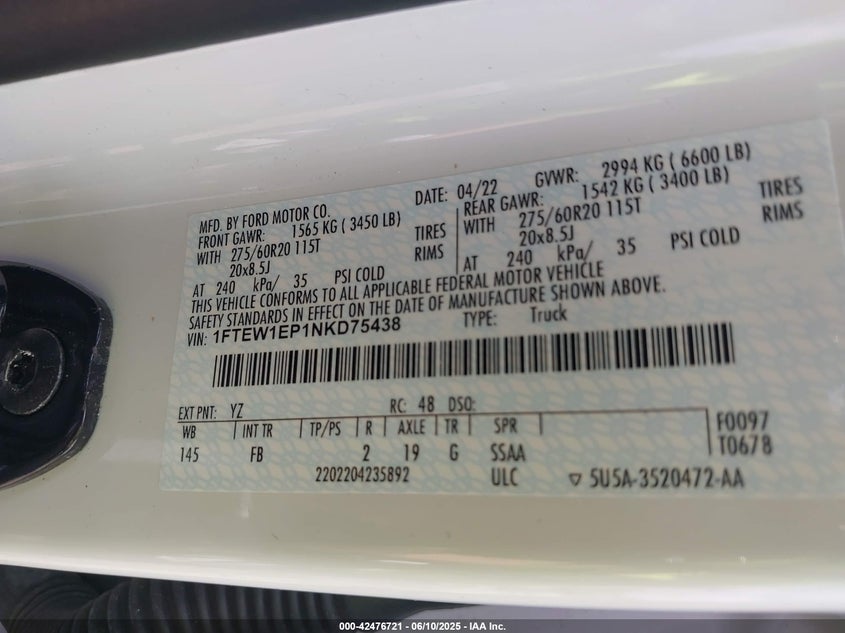 MFD. BY FORD MOTOR CO. DATE: 04/22 GVWR: 2994 KG ( 6600 LB)
FRONT GAWR: 1565 KG ( 3450 LB) REAR GAWR: 1542 KG ( 3400 LB)
WITH 275/60R20 115T TIRES WITH 275/60R20 115T TIRES
20x8.5J RIMS 20x8.5J RIMS
AT 240 kPa/ 35 PSI COLD AT 240 kPa/ 35 PSI COLD
THIS VEHICLE CONFORMS TO ALL APPLICABLE FEDERAL MOTOR VEHICLE
SAFETY STANDARDS IN EFFECT ON THE DATE OF MANUFACTURE SHOWN ABOVE.
VIN: 1FTEW1EP1NKD75438 TYPE: Truck
EXT PNT: YZ RC: 48 DSO:
WB INT TR TP/PS R AXLE TR SPR F0097
145 FB 2 19 G SSAA T0678
2202204235892 ULC ▽ 5U5A-3520472-AA
000-42476721 - 06/10/2025 - IAA Inc.